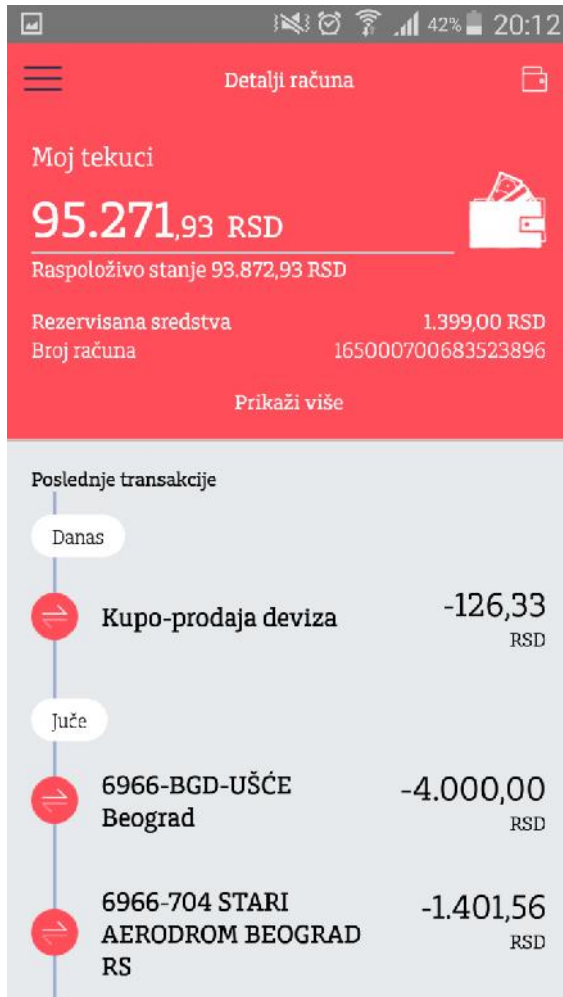 42% 20:12
Detalji računa
Moj tekuci
95.271,93 RSD
Raspoloživo stanje 93.872,93 RSD
Rezervisana sredstva 1.399,00 RSD
Broj računa 165000700683523896
Prikaži više
Poslednje transakcije
Danas
Kupo-prodaja deviza -126,33
RSD
Juče
6966-BGD-UŠĆE -4.000,00
Beograd RSD
6966-704 STARI -1.401,56
AERODROM BEOGRAD RSD
RS